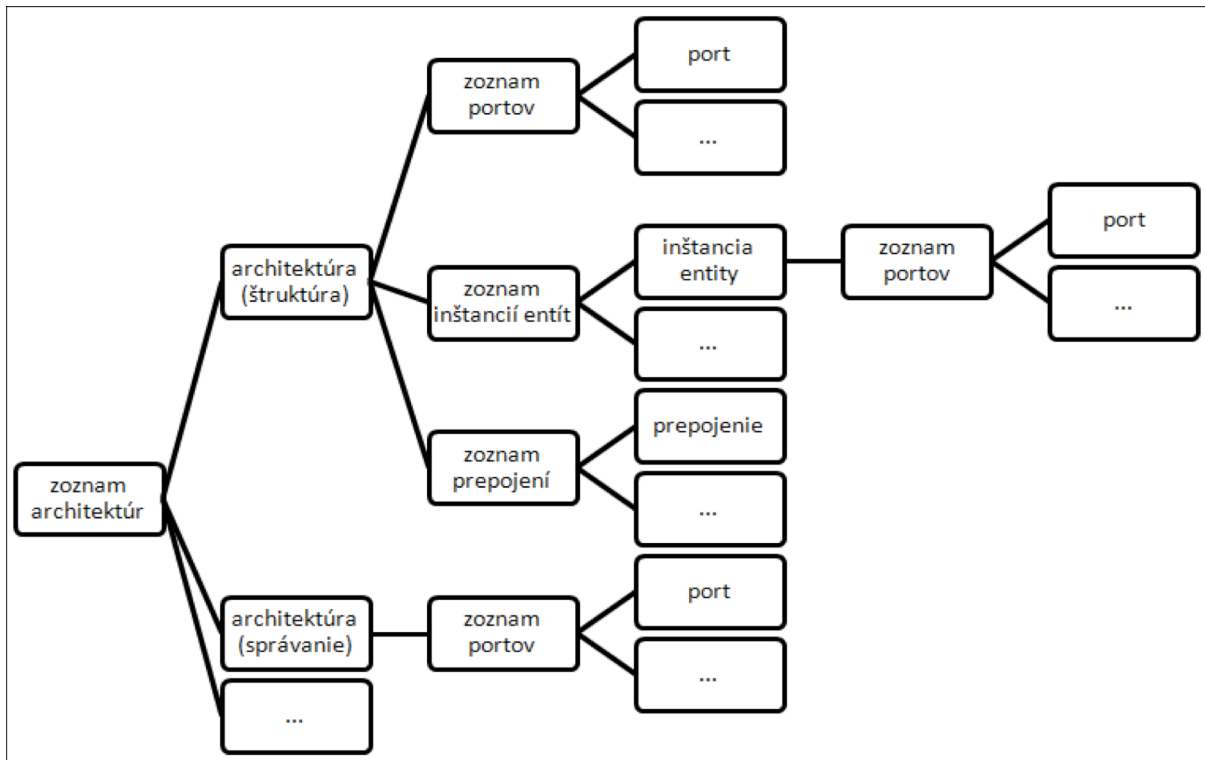 port
zoznam
portov
...
port
inštancia
entity
zoznam
portov
architektúra
(štruktúra)
zoznam
inštancií entít
...
...
prepojenie
zoznam
prepojení
zoznam
architektúr
...
port
architektúra
(správanie)
zoznam
portov
...
...